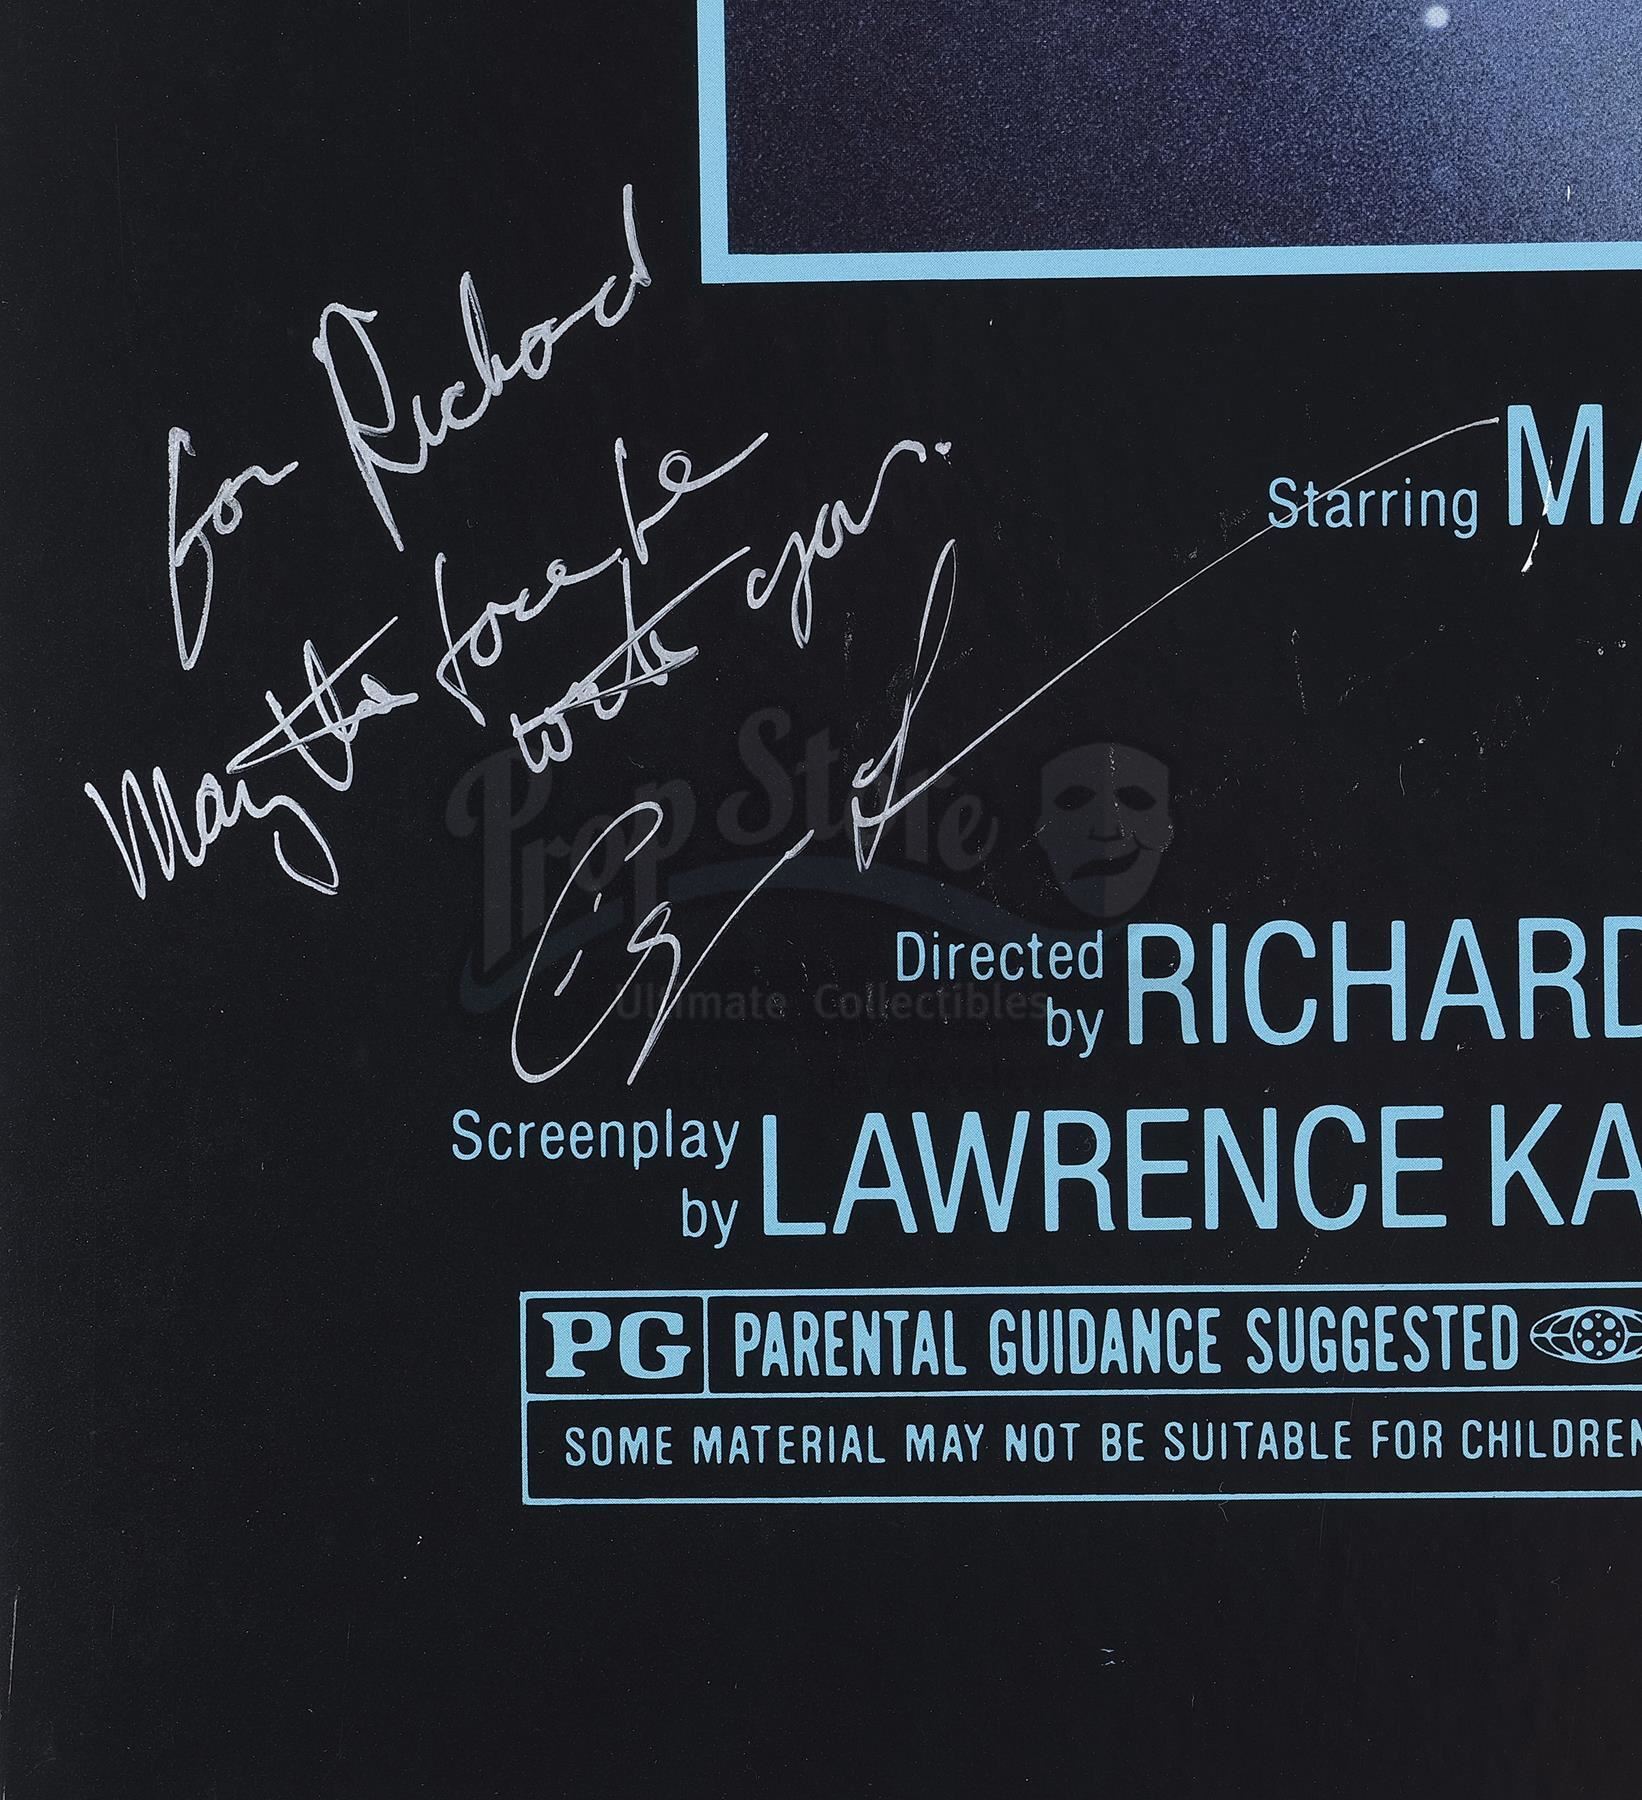 for Richard
May the force be
with you.
Starring MA
Prop Store
Ultimate Collectibles
Directed by RICHARD
Screenplay by LAWRENCE KA
PG PARENTAL GUIDANCE SUGGESTED
SOME MATERIAL MAY NOT BE SUITABLE FOR CHILDREN